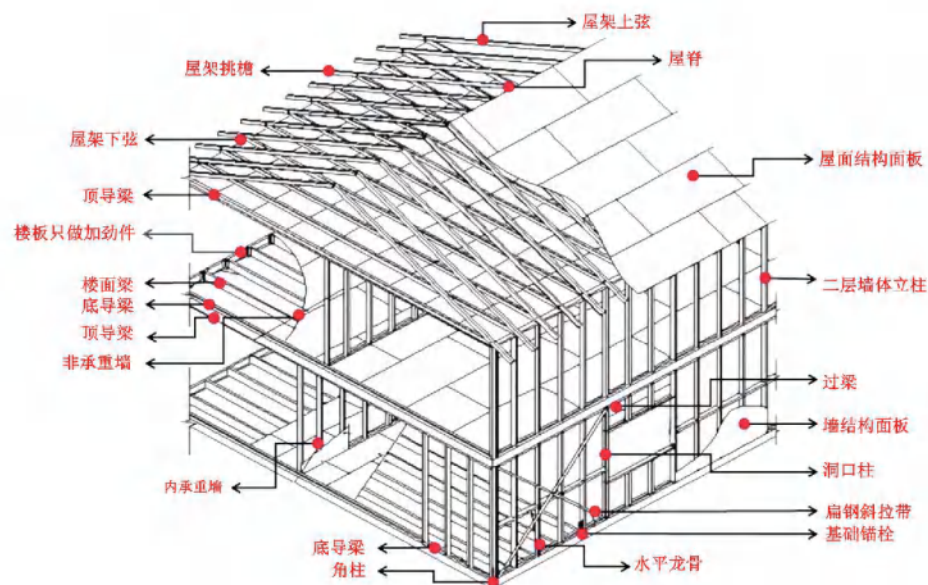 屋架上弦
屋架挑檐
屋脊
屋架下弦
屋面结构面板
顶导梁
楼板只做加劲件
楼面梁
二层墙体立柱
底导梁
顶导梁
非承重墙
过梁
墙结构面板
洞口柱
内承重墙
扁钢斜拉带
基础锚栓
底导梁
水平龙骨
角柱